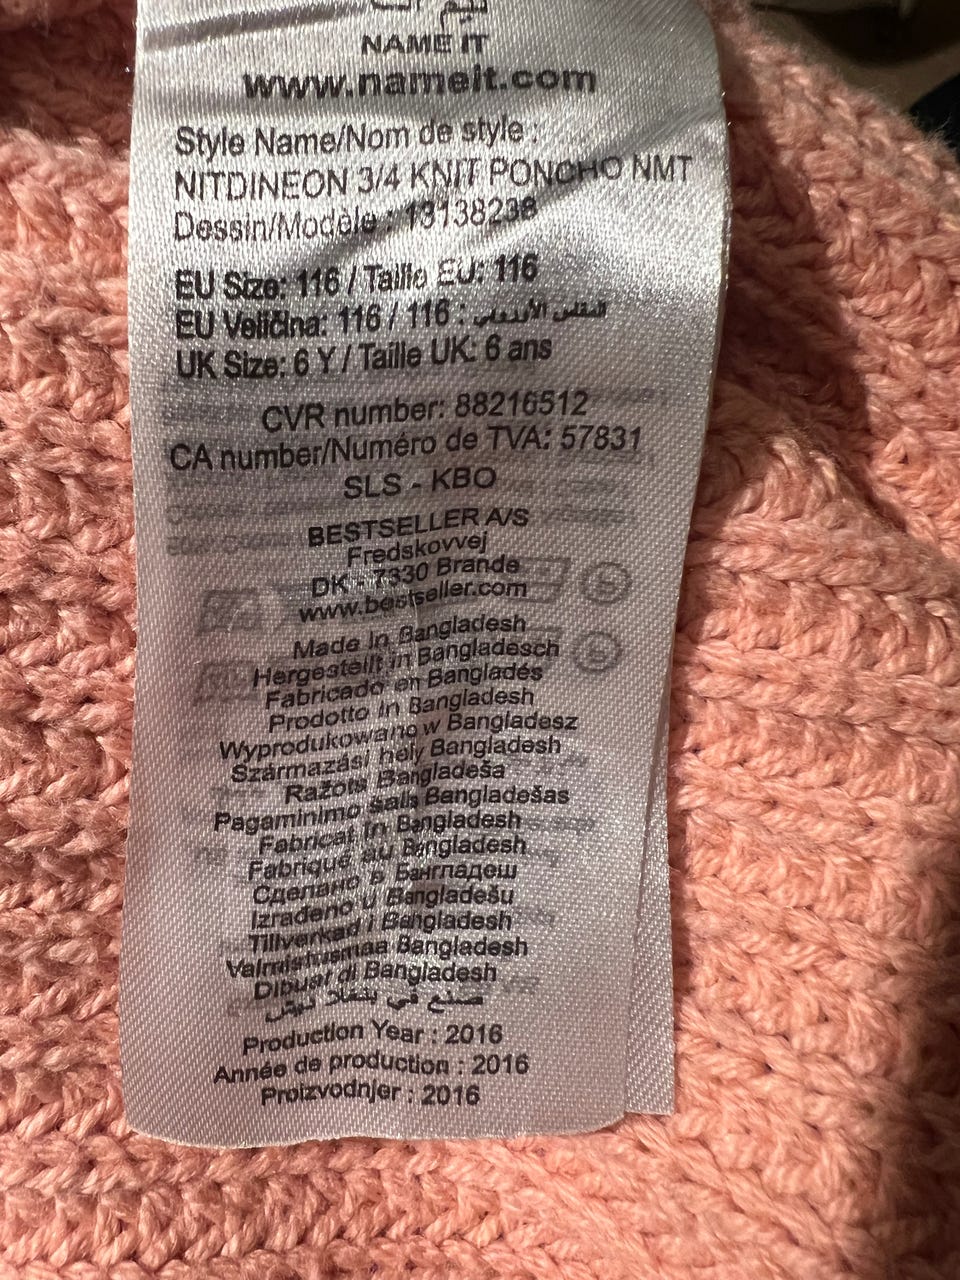 نيم ات
NAME IT
www.nameit.com
Style Name/Nom de style :
NITDINEON 3/4 KNIT PONCHO NMT
Dessin/Modèle : 13138238
EU Size: 116 / Taille EU: 116
EU Veličina: 116 / 116 : المقاس الأوروبي
UK Size: 6 Y / Taille UK: 6 ans
CVR number: 88216512
CA number/Numéro de TVA: 57831
SLS - KBO
BESTSELLER A/S
Fredskovvej
DK - 7330 Brande
www.bestseller.com
Made in Bangladesh
Hergestellt in Bangladesch
Fabricado en Bangladés
Prodotto in Bangladesh
Wyprodukowano w Bangladesz
Származási hely Bangladesh
Ražots Bangladeša
Pagaminimo šalis Bangladešas
Fabricat în Bangladesh
Fabriqué au Bangladesh
Сделано в Бангладеш
Izrađeno u Bangladešu
Tillverkad i Bangladesh
Valmistusmaa Bangladesh
Dibuat di Bangladesh
صنع في بنغلاديش
Production Year : 2016
Année de production : 2016
Proizvodnjer : 2016